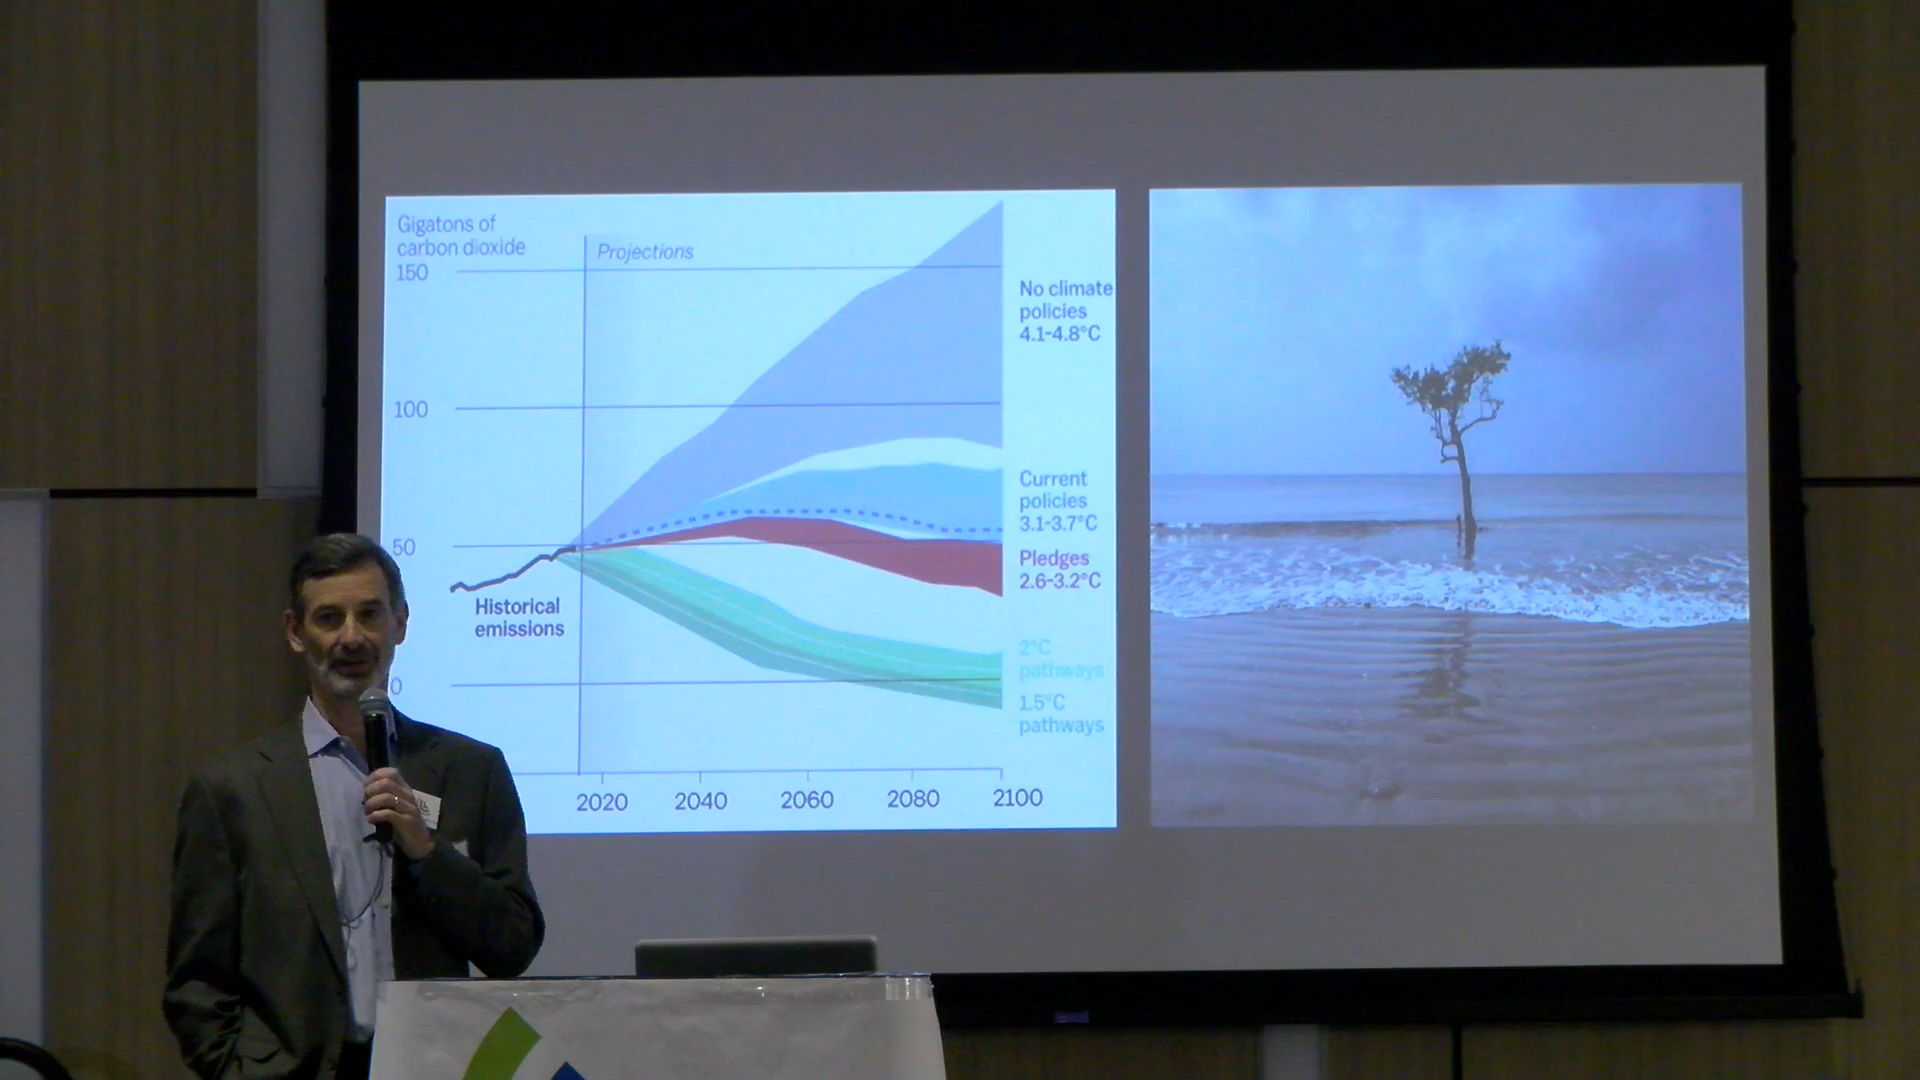 Gigatons of
carbon dioxide
Projections
150
100
50
0
Historical
emissions
No climate
policies
4.1-4.8°C
Current
policies
3.1-3.7°C
Pledges
2.6-3.2°C
2°C
pathways
1.5°C
pathways
2020 2040 2060 2080 2100